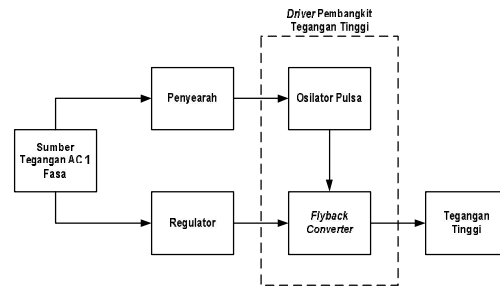 Driver Pembangkit
Tegangan Tinggi
Penyearah
Osilator Pulsa
Sumber
Tegangan AC 1
Fasa
Regulator
Flyback
Converter
Tegangan
Tinggi